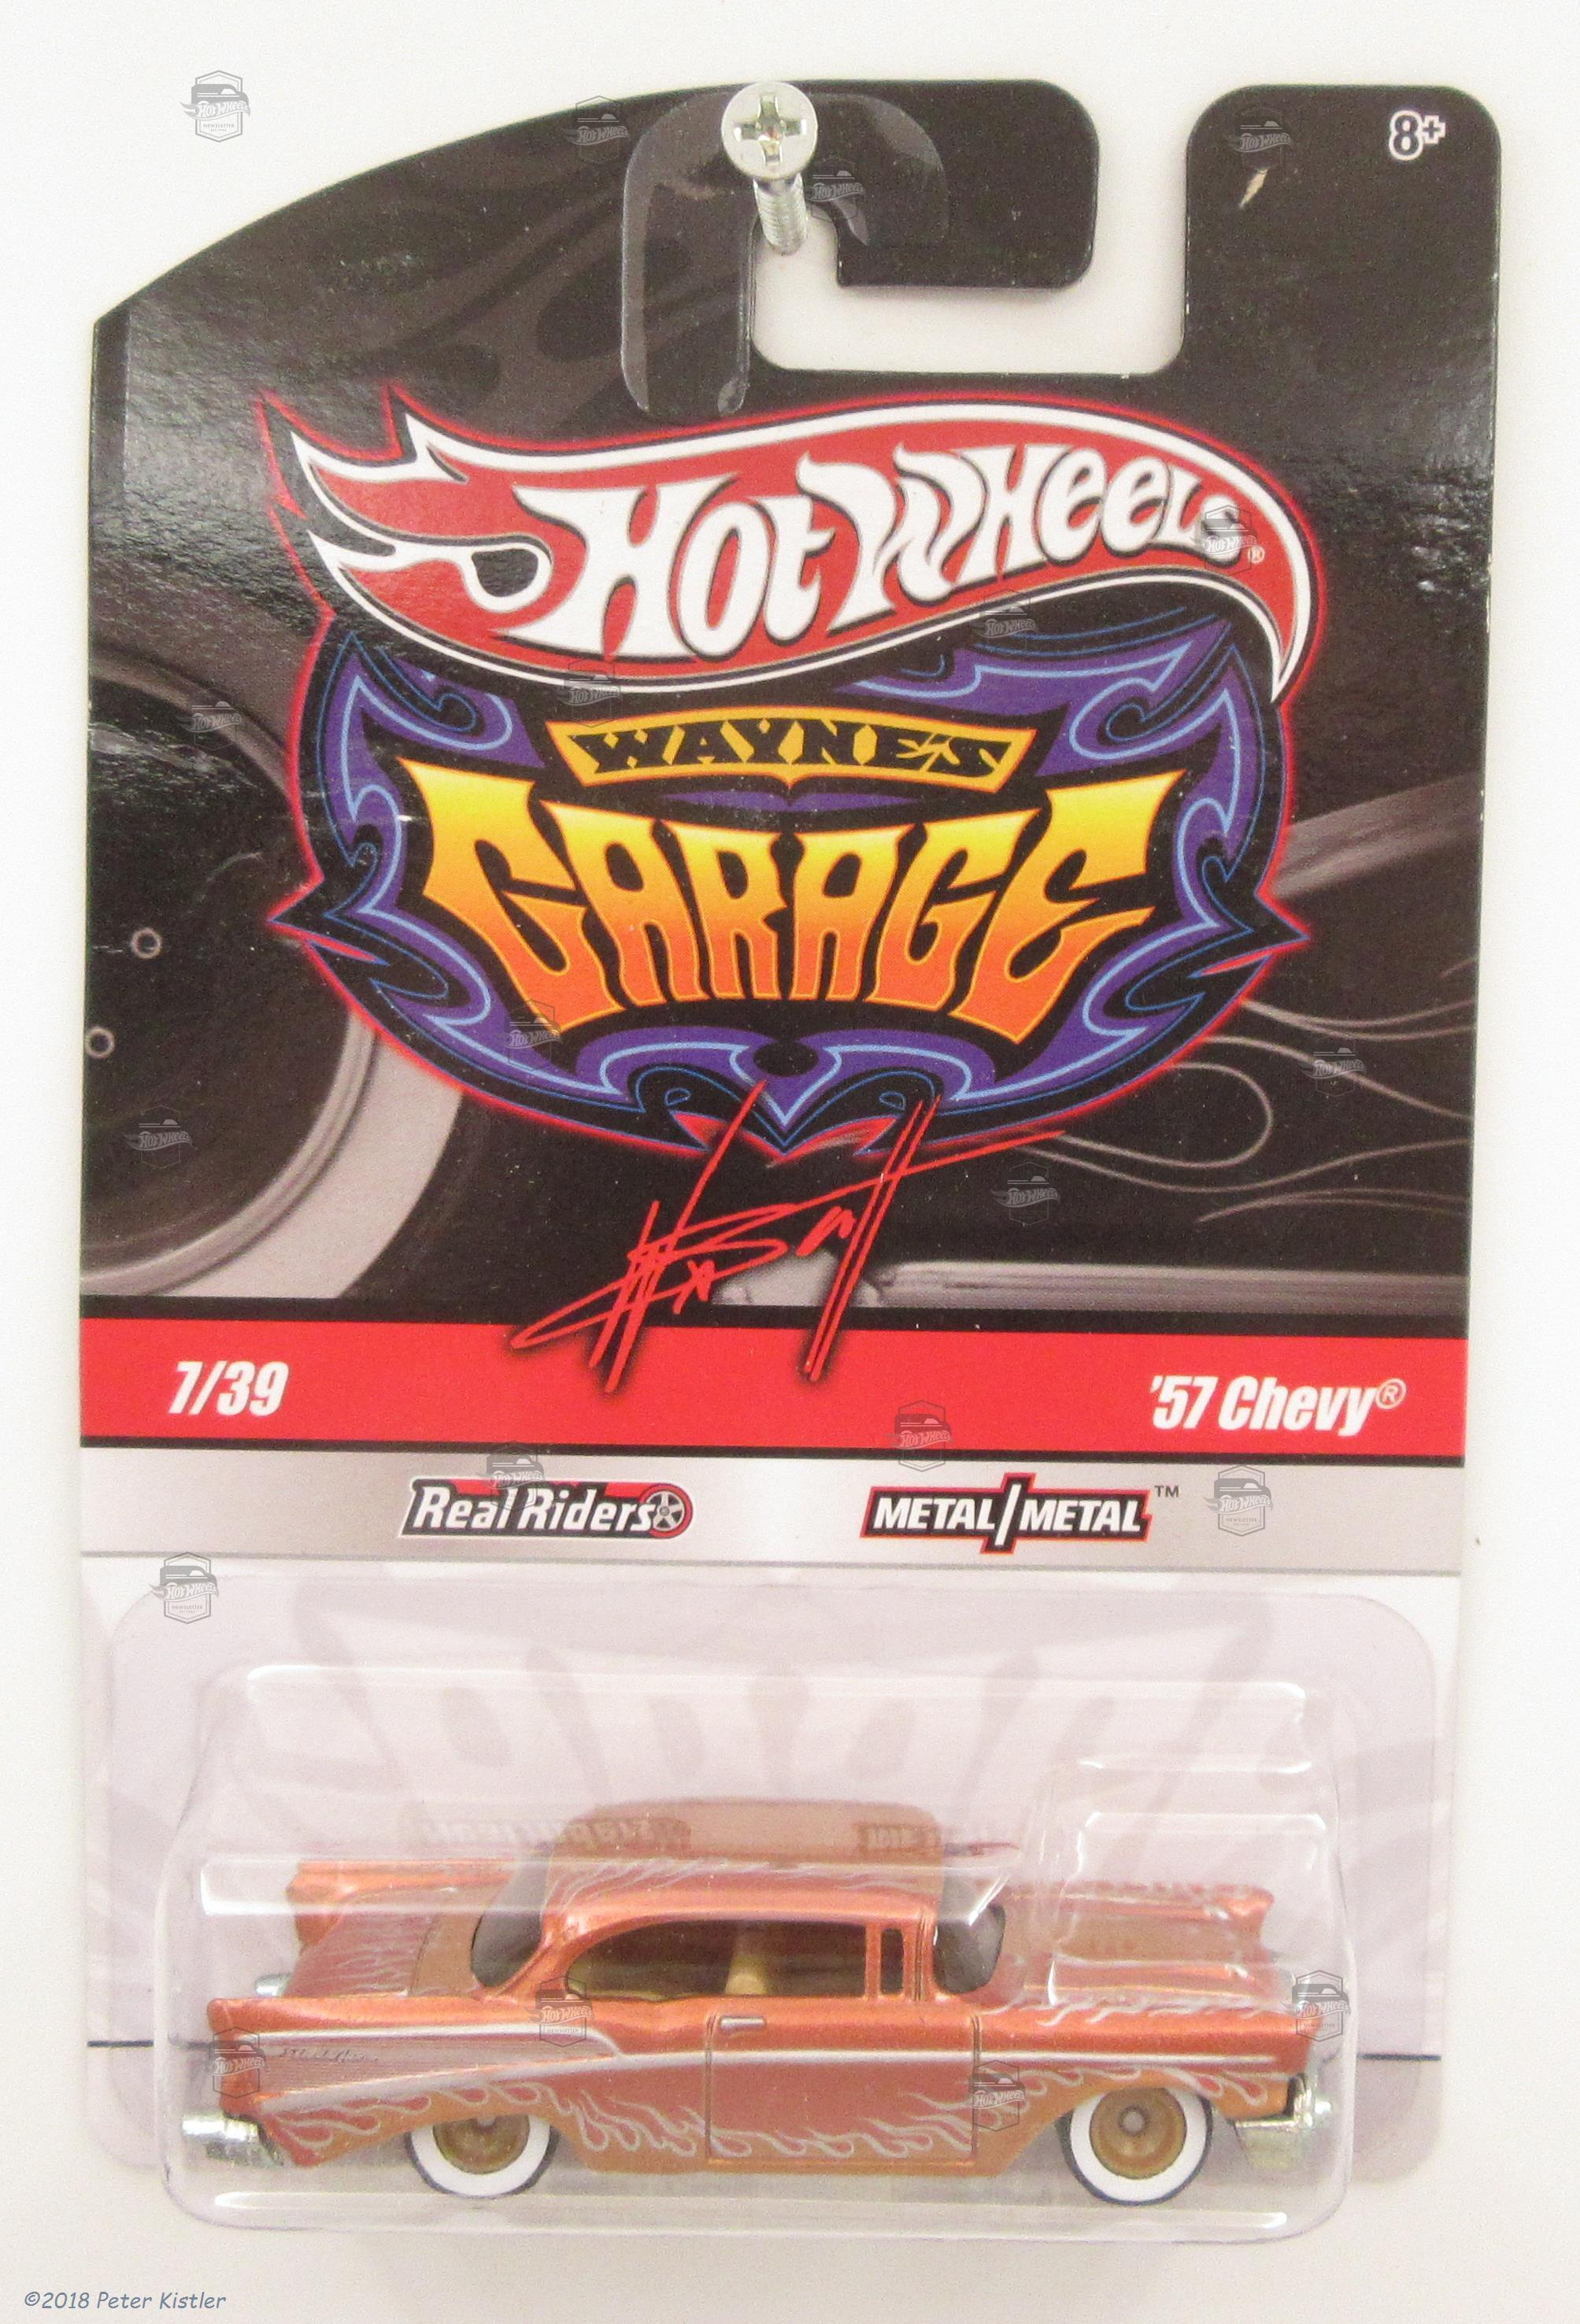 8+
Hot Wheels®
WAYNE'S
GARAGE
7/39
'57 Chevy®
Real Riders
METAL/METAL™
©2018 Peter Kistler